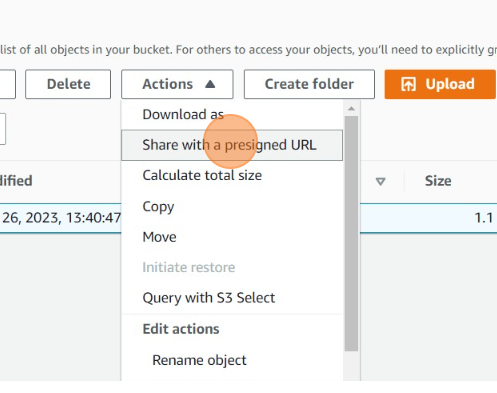 list of all objects in your bucket. For others to access your objects, you'll need to explicitly gr
Delete Actions Create folder Upload
Download as
Share with a presigned URL
Calculate total size
Size
26, 2023, 13:40:47
1.1
Copy
Move
Initiate restore
Query with S3 Select
Edit actions
Rename object